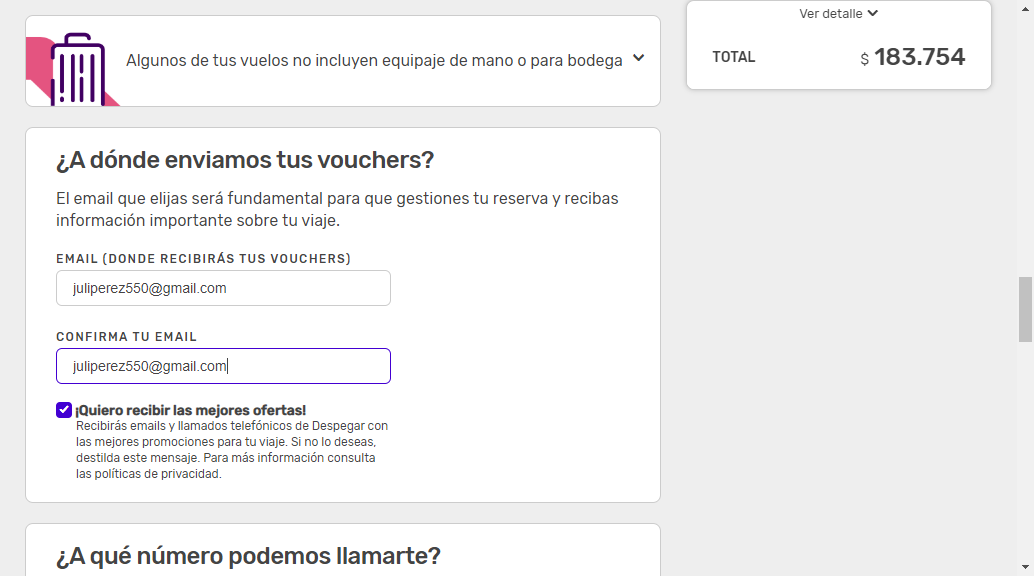 Algunos de tus vuelos no incluyen equipaje de mano o para bodega
Ver detalle
TOTAL $ 183.754
¿A dónde enviamos tus vouchers?
El email que elijas será fundamental para que gestiones tu reserva y recibas
información importante sobre tu viaje.
EMAIL (DONDE RECIBIRÁS TUS VOUCHERS)
juliperez550@gmail.com
CONFIRMA TU EMAIL
juliperez550@gmail.com
¡Quiero recibir las mejores ofertas!
Recibirás emails y llamados telefónicos de Despegar con
las mejores promociones para tu viaje. Si no lo deseas,
destilda este mensaje. Para más información consulta
las políticas de privacidad.
¿A qué número podemos llamarte?